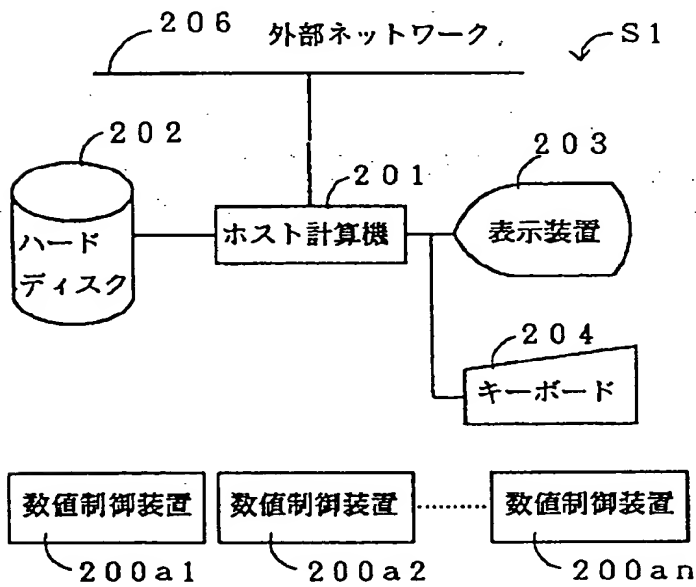 206 外部ネットワーク
S1
202
203
201
ハード
ディスク
ホスト計算機
表示装置
204
キーボード
数値制御装置 数値制御装置 数値制御装置
200a1 200a2 200an